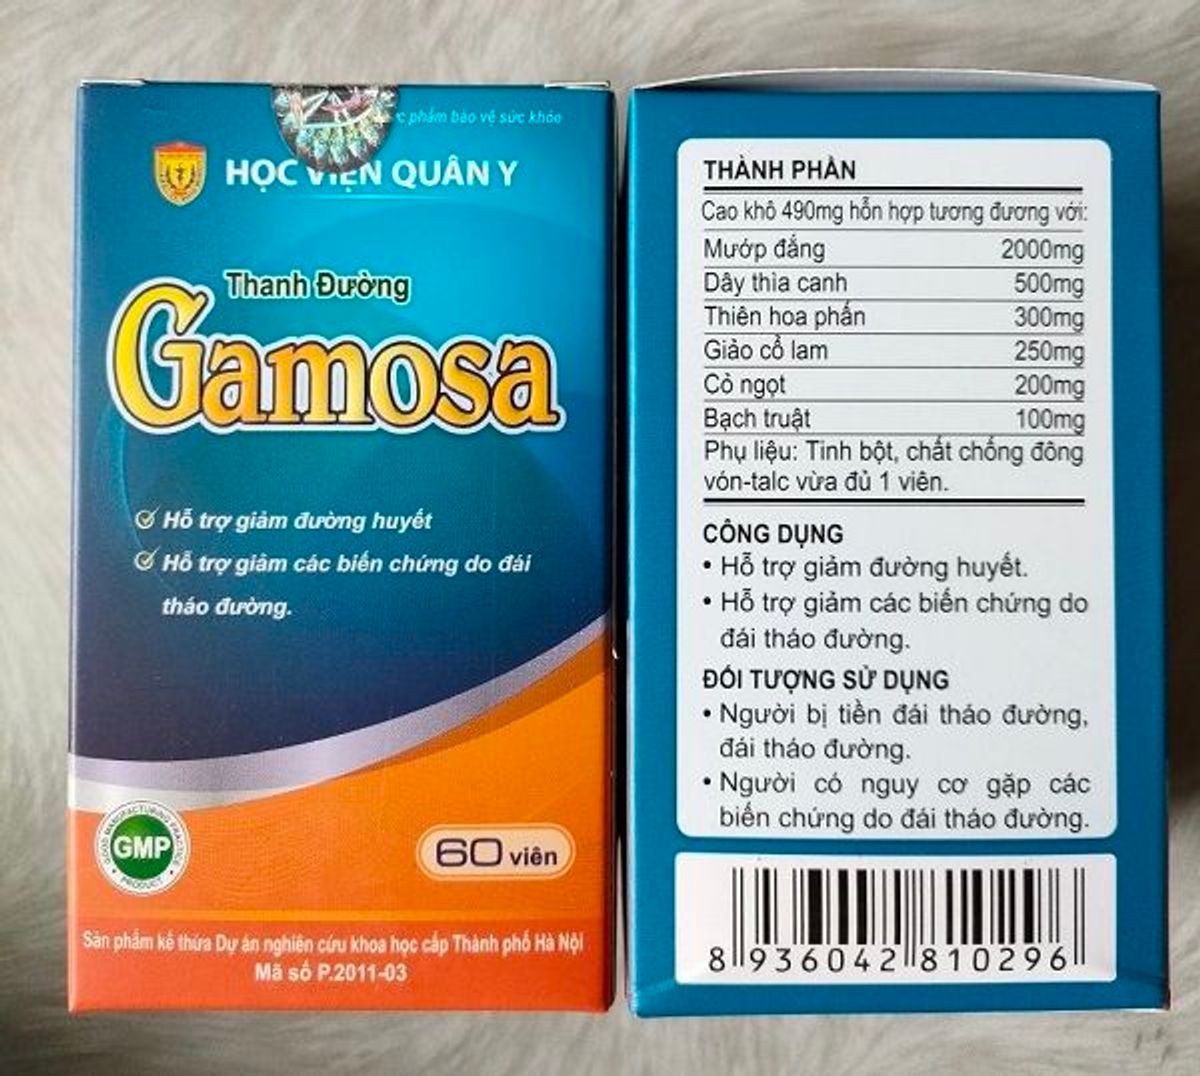 phẩm bảo vệ sức khỏe
HỌC VIỆN QUÂN Y
Thanh Đường
Gamosa
Hỗ trợ giảm đường huyết
Hỗ trợ giảm các biến chứng do đái
tháo đường.
GOOD MANUFACTURING PRACTICE
GMP
PRODUCT
60 viên
Sản phẩm kế thừa Dự án nghiên cứu khoa học cấp Thành phố Hà Nội
Mã số P.2011-03
THÀNH PHẦN
Cao khô 490mg hỗn hợp tương đương với:
Mướp đắng 2000mg
Dây thìa canh 500mg
Thiên hoa phấn 300mg
Giảo cổ lam 250mg
Cỏ ngọt 200mg
Bạch truật 100mg
Phụ liệu: Tinh bột, chất chống đông
vón-talc vừa đủ 1 viên.
CÔNG DỤNG
• Hỗ trợ giảm đường huyết.
• Hỗ trợ giảm các biến chứng do
đái tháo đường.
ĐỐI TƯỢNG SỬ DỤNG
• Người bị tiền đái tháo đường,
đái tháo đường.
• Người có nguy cơ gặp các
biến chứng do đái tháo đường.
8 936042 810296